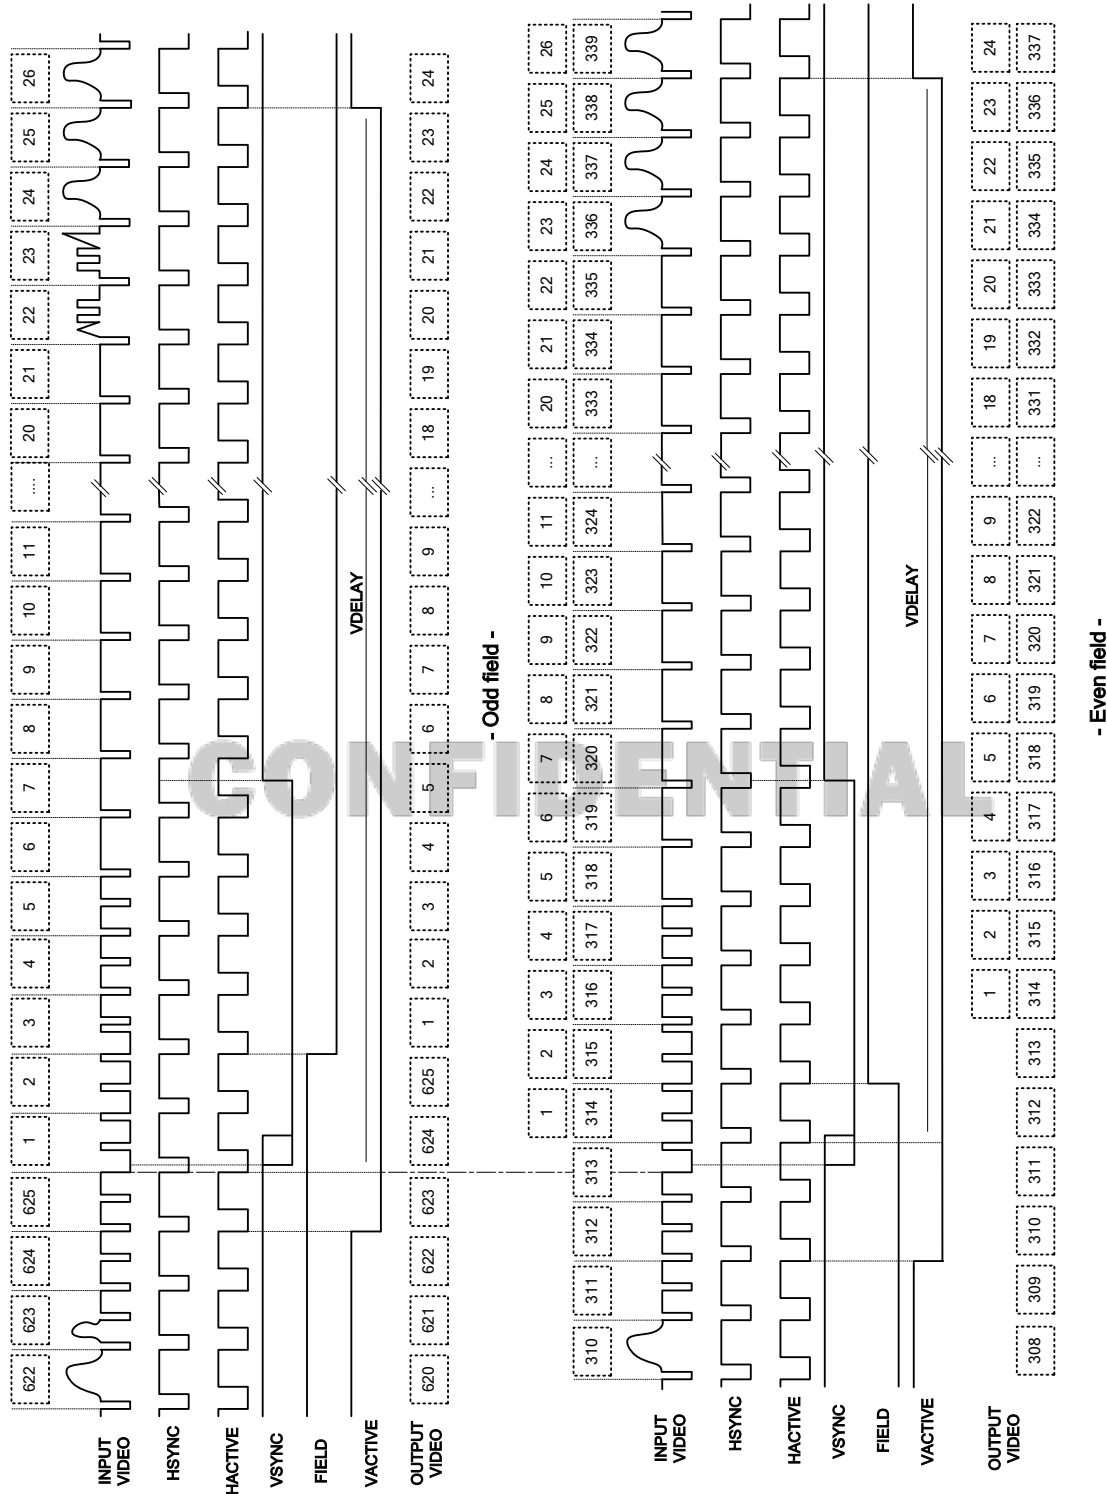 622 623 624 625 1 2 3 4 5 6 7 8 9 10 11 .... 20 21 22 23 24 25 26
INPUT
VIDEO
HSYNC
HACTIVE
VSYNC
FIELD
VDELAY
VACTIVE
OUTPUT
VIDEO
620 621 622 623 624 625 1 2 3 4 5 6 7 8 9 ... 18 19 20 21 22 23 24
- Odd field -
1 2 3 4 5 6 7 8 9 10 11 ... 20 21 22 23 24 25 26
310 311 312 313 314 315 316 317 318 319 320 321 322 323 324 ... 333 334 335 336 337 338 339
INPUT
VIDEO
HSYNC
HACTIVE
VSYNC
FIELD
VDELAY
VACTIVE
OUTPUT
VIDEO
1 2 3 4 5 6 7 8 9 ... 18 19 20 21 22 23 24
308 309 310 311 312 313 314 315 316 317 318 319 320 321 322 ... 331 332 333 334 335 336 337
- Even field -
CONFIDENTIAL